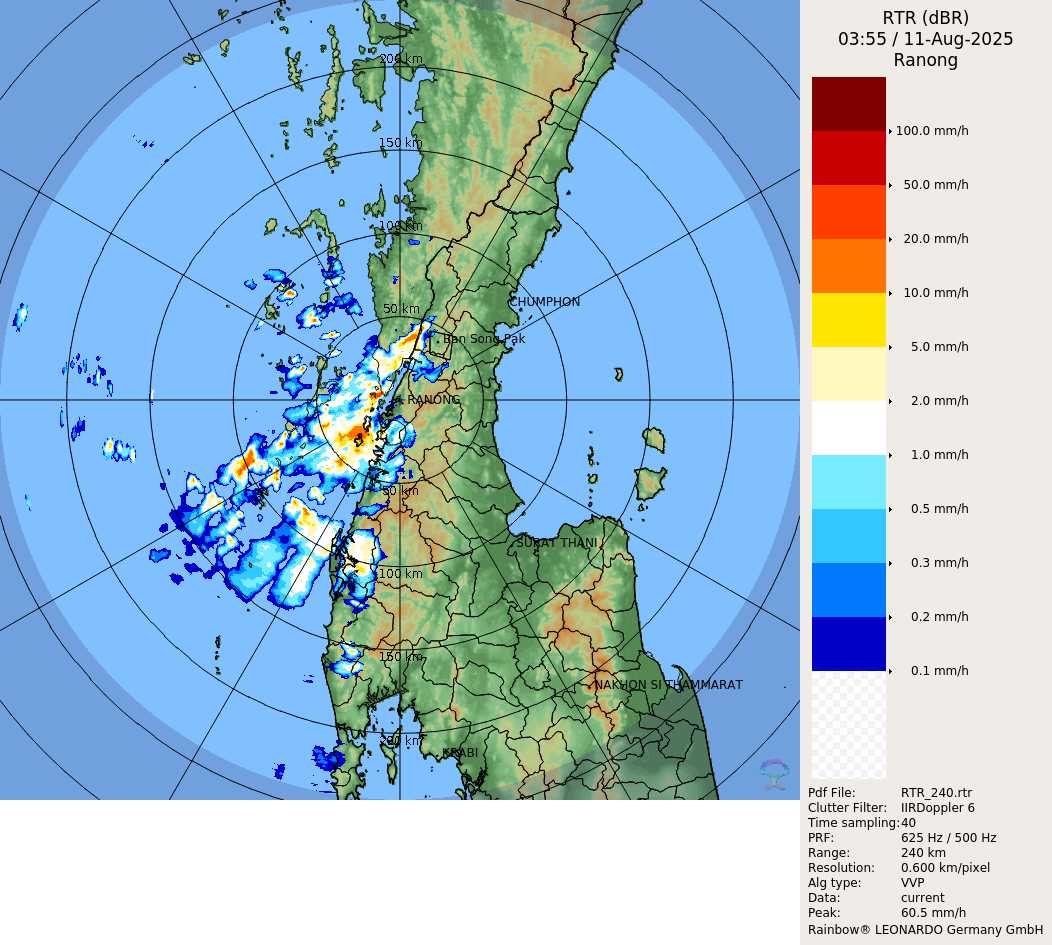 RTR (dBR)
03:55 / 11-Aug-2025
Ranong
200 km
150 km
100 km
50 km
CHUMPHON
Ban Song Pak
RANONG
50 km
SURAT THANI
100 km
150 km
NAKHON SI THAMMARAT
200 km
KRABI
100.0 mm/h
50.0 mm/h
20.0 mm/h
10.0 mm/h
5.0 mm/h
2.0 mm/h
1.0 mm/h
0.5 mm/h
0.3 mm/h
0.2 mm/h
0.1 mm/h
Pdf File: RTR_240.rtr
Clutter Filter: IIRDoppler 6
Time sampling:40
PRF: 625 Hz / 500 Hz
Range: 240 km
Resolution: 0.600 km/pixel
Alg type: VVP
Data: current
Peak: 60.5 mm/h
Rainbow® LEONARDO Germany GmbH